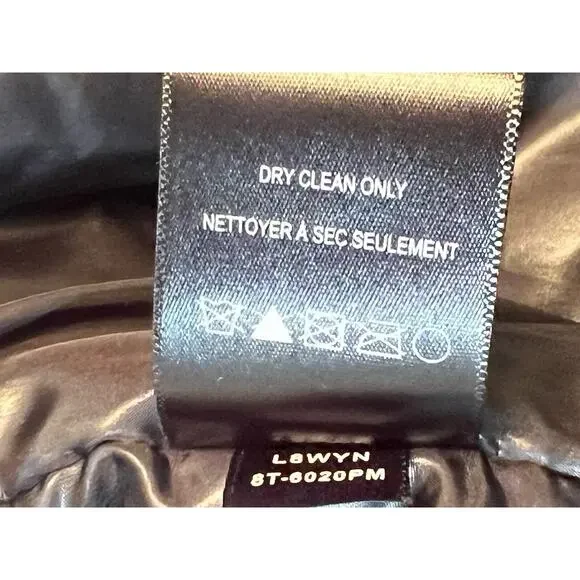 DRY CLEAN ONLY
NETTOYER A SEC SEULEMENT
L8WYN
8T-6020PM